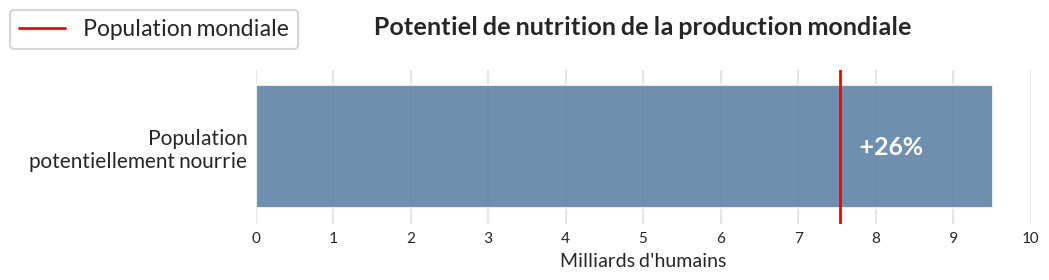 Population mondiale
Potentiel de nutrition de la production mondiale
Population
potentiellement nourrie
+26%
0 1 2 3 4 5 6 7 8 9 10
Milliards d'humains